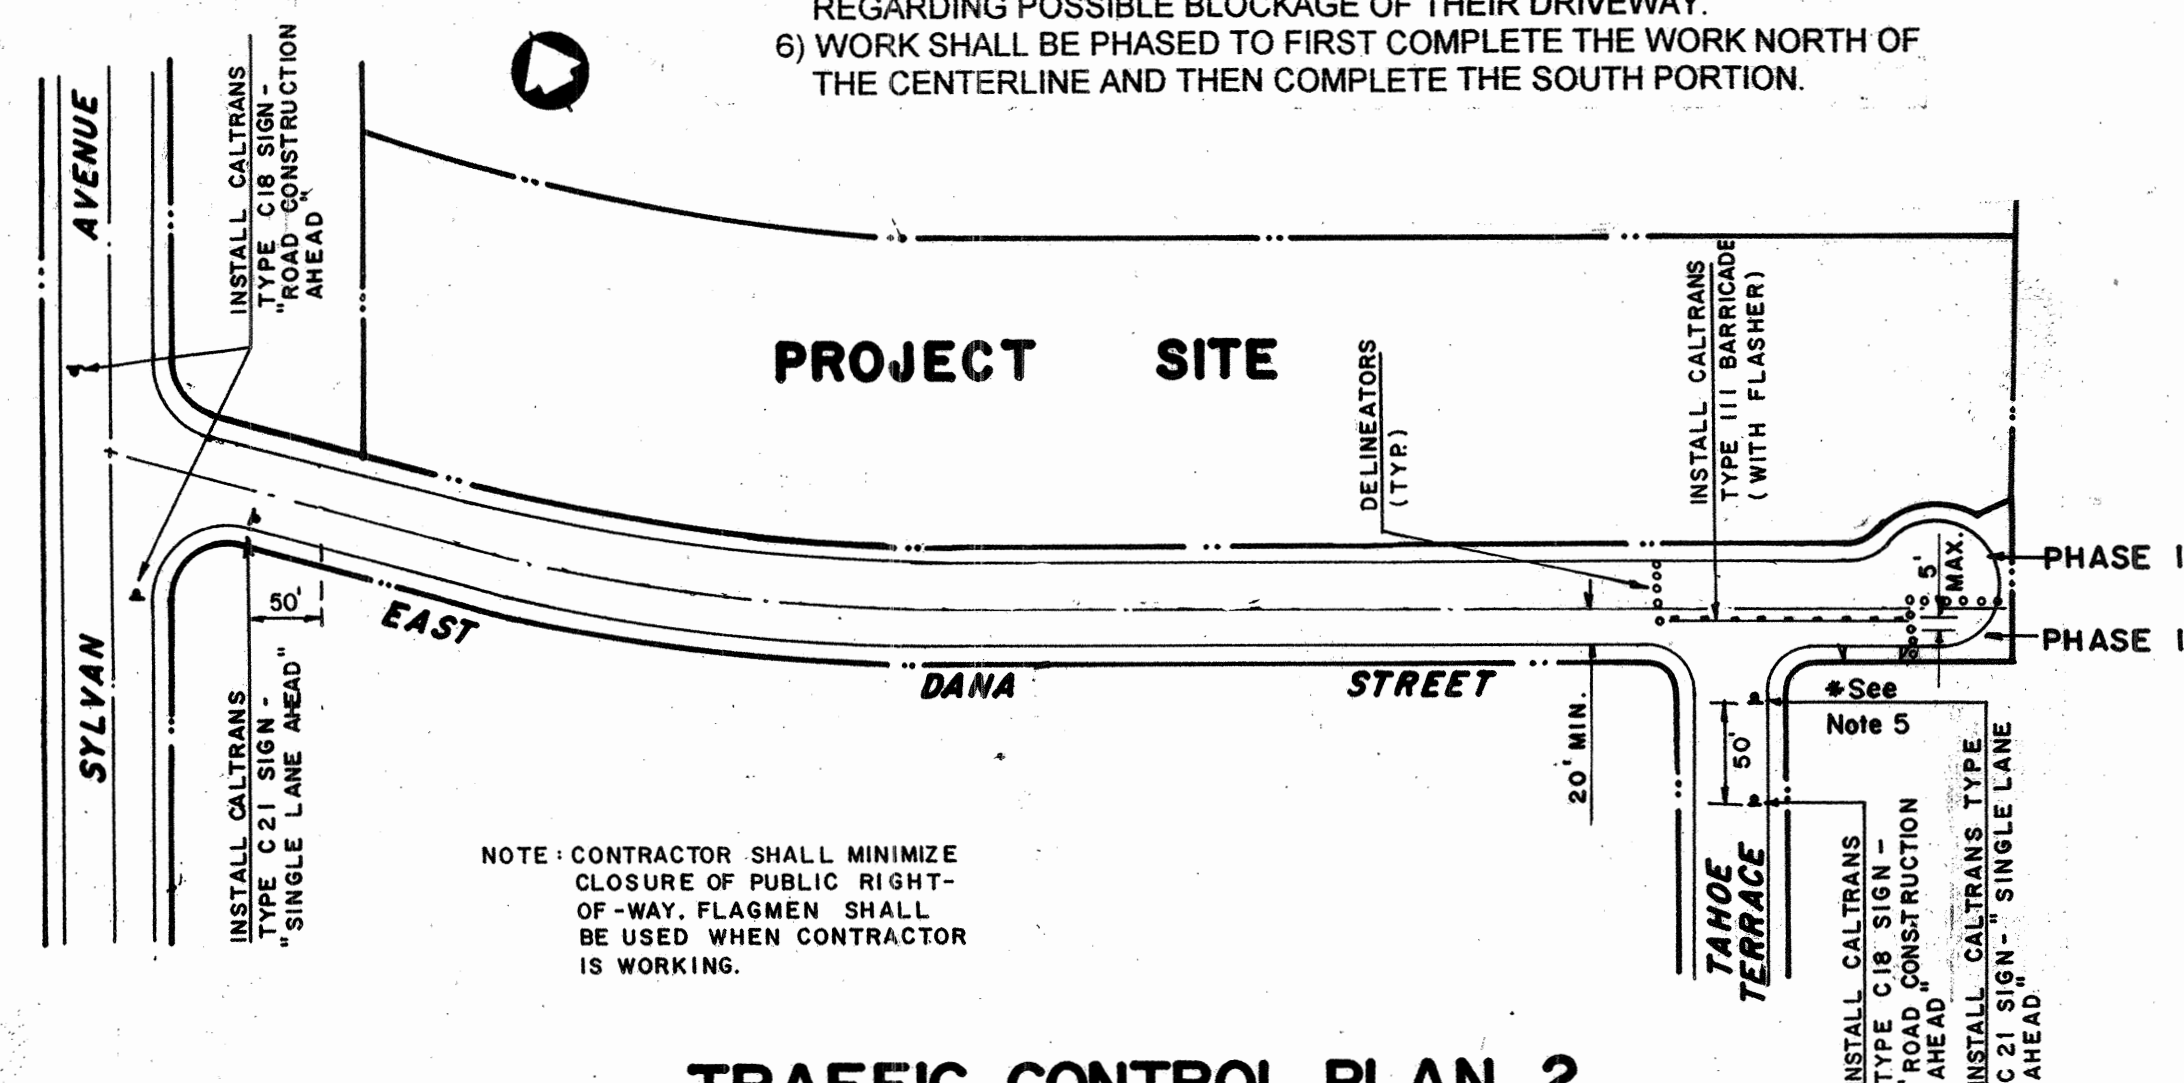 REGARDING POSSIBLE BLOCKAGE OF THEIR DRIVEWAY.
6) WORK SHALL BE PHASED TO FIRST COMPLETE THE WORK NORTH OF
THE CENTERLINE AND THEN COMPLETE THE SOUTH PORTION.
AVENUE
SYLVAN
INSTALL CALTRANS
TYPE C18 SIGN -
"ROAD CONSTRUCTION
AHEAD"
PROJECT SITE
DELINEATORS
(TYP.)
INSTALL CALTRANS
TYPE III BARRICADE
(WITH FLASHER)
5'
MAX.
PHASE I
PHASE I
50'
EAST
DANA
STREET
INSTALL CALTRANS
TYPE C21 SIGN -
"SINGLE LANE AHEAD"
20' MIN.
50'
*See
Note 5
TAHOE
TERRACE
NOTE: CONTRACTOR SHALL MINIMIZE
CLOSURE OF PUBLIC RIGHT-
OF-WAY. FLAGMEN SHALL
BE USED WHEN CONTRACTOR
IS WORKING.
INSTALL CALTRANS
TYPE C18 SIGN -
"ROAD CONSTRUCTION
AHEAD"
INSTALL CALTRANS TYPE
C 21 SIGN - "SINGLE LANE
AHEAD"
TRAFFIC CONTROL PLAN 2